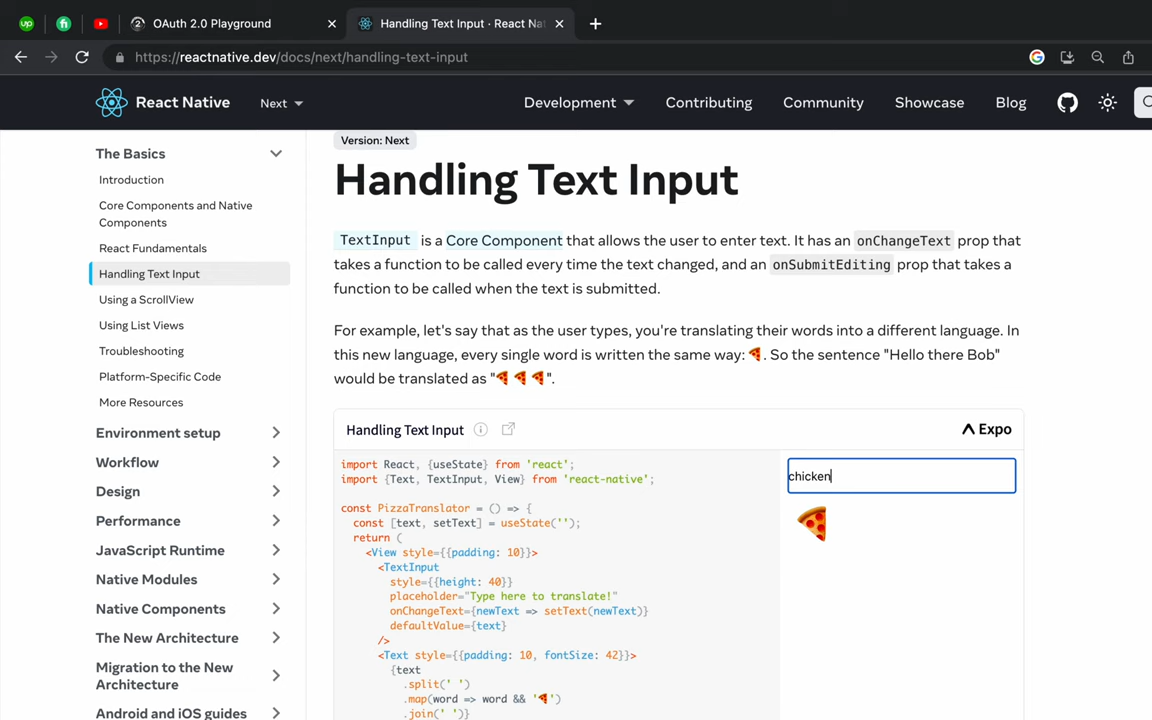 up
OAuth 2.0 Playground
Handling Text Input · React Na
https://reactnative.dev/docs/next/handling-text-input
React Native
Next
Development
Contributing
Community
Showcase
Blog
The Basics
Introduction
Core Components and Native
Components
React Fundamentals
Handling Text Input
Using a ScrollView
Using List Views
Troubleshooting
Platform-Specific Code
More Resources
Environment setup
Workflow
Design
Performance
JavaScript Runtime
Native Modules
Native Components
The New Architecture
Migration to the New
Architecture
Android and iOS guides
Version: Next
Handling Text Input
TextInput is a Core Component that allows the user to enter text. It has an onChangeText prop that
takes a function to be called every time the text changed, and an onSubmitEditing prop that takes a
function to be called when the text is submitted.
For example, let's say that as the user types, you're translating their words into a different language. In
this new language, every single word is written the same way: 🍕. So the sentence "Hello there Bob"
would be translated as "🍕 🍕 🍕".
Handling Text Input
Expo
import React, {useState} from 'react';
import {Text, TextInput, View} from 'react-native';
const PizzaTranslator = () => {
const [text, setText] = useState('');
return (
<View style={{padding: 10}}>
<TextInput
style={{height: 40}}
placeholder="Type here to translate!"
onChangeText={newText => setText(newText)}
defaultValue={text}
/>
<Text style={{padding: 10, fontSize: 42}}>
{text
.split(' ')
.map(word => word && '🍕')
.join(' ')}
chicken
🍕